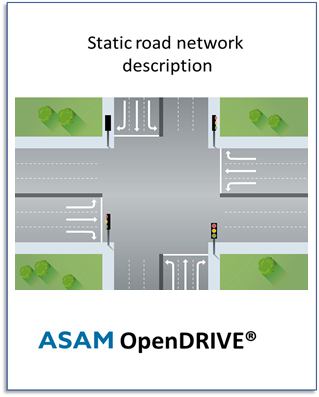 Static road network
description
ASAM OpenDRIVE®